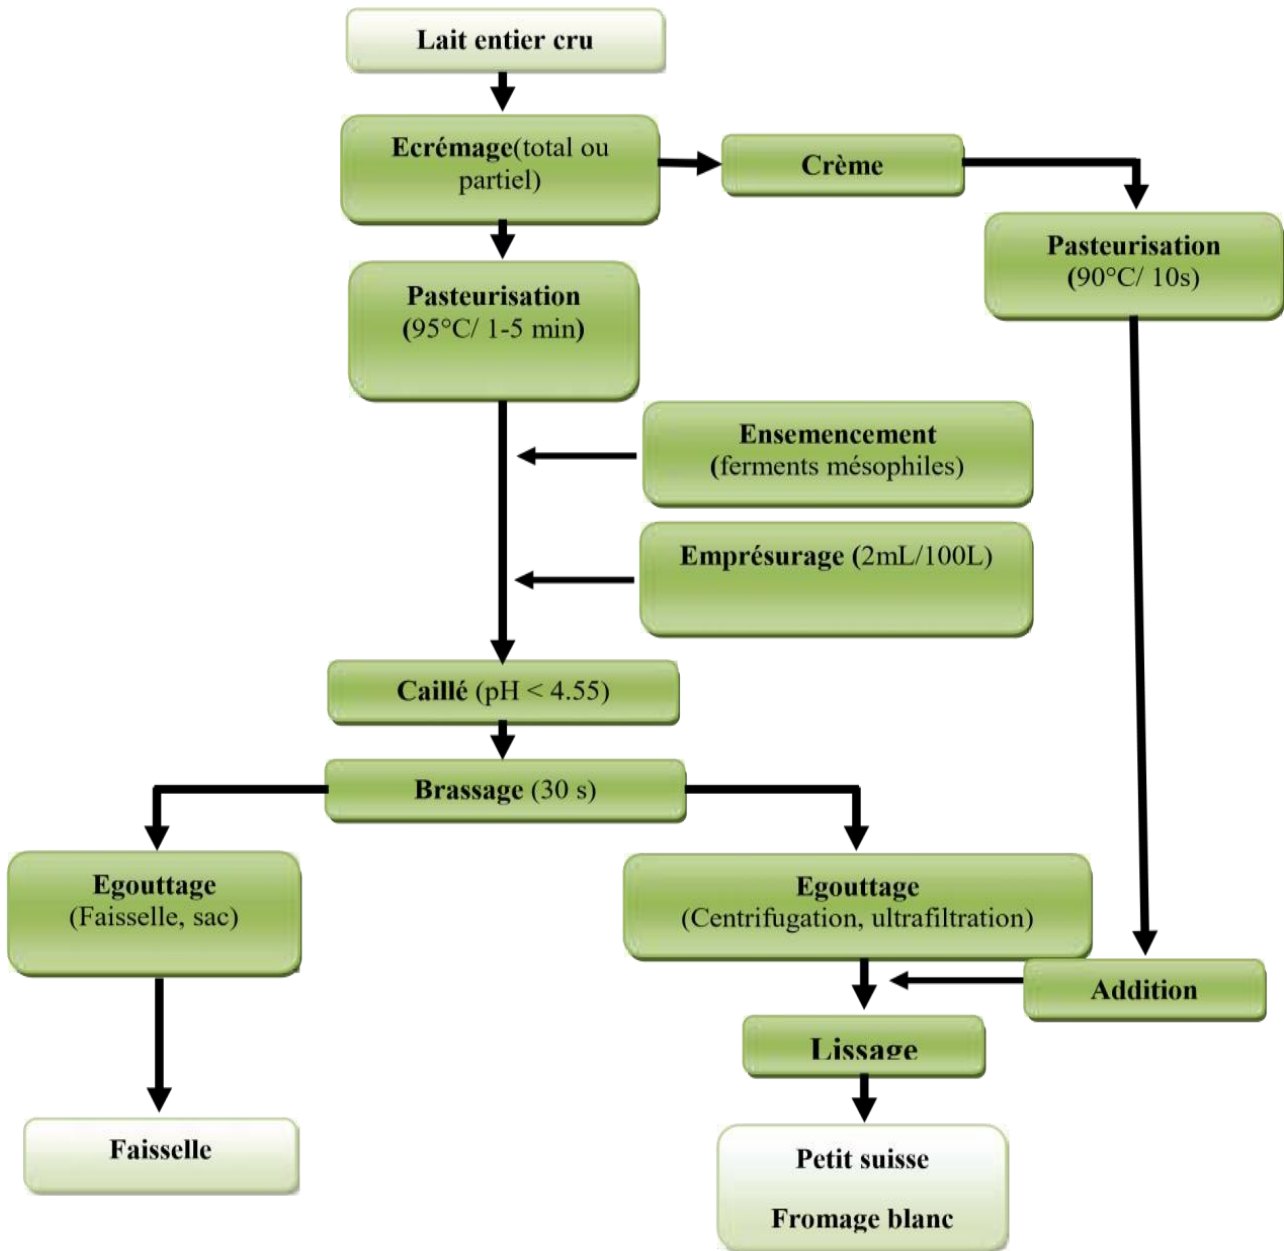 Lait entier cru
Ecrémage(total ou
partiel)
Crème
Pasteurisation
(90°C/ 10s)
Pasteurisation
(95°C/ 1-5 min)
Ensemencement
(ferments mésophiles)
Emprésurage (2mL/100L)
Caillé (pH < 4.55)
Brassage (30 s)
Egouttage
(Faisselle, sac)
Egouttage
(Centrifugation, ultrafiltration)
Addition
Lissage
Faisselle
Petit suisse
Fromage blanc